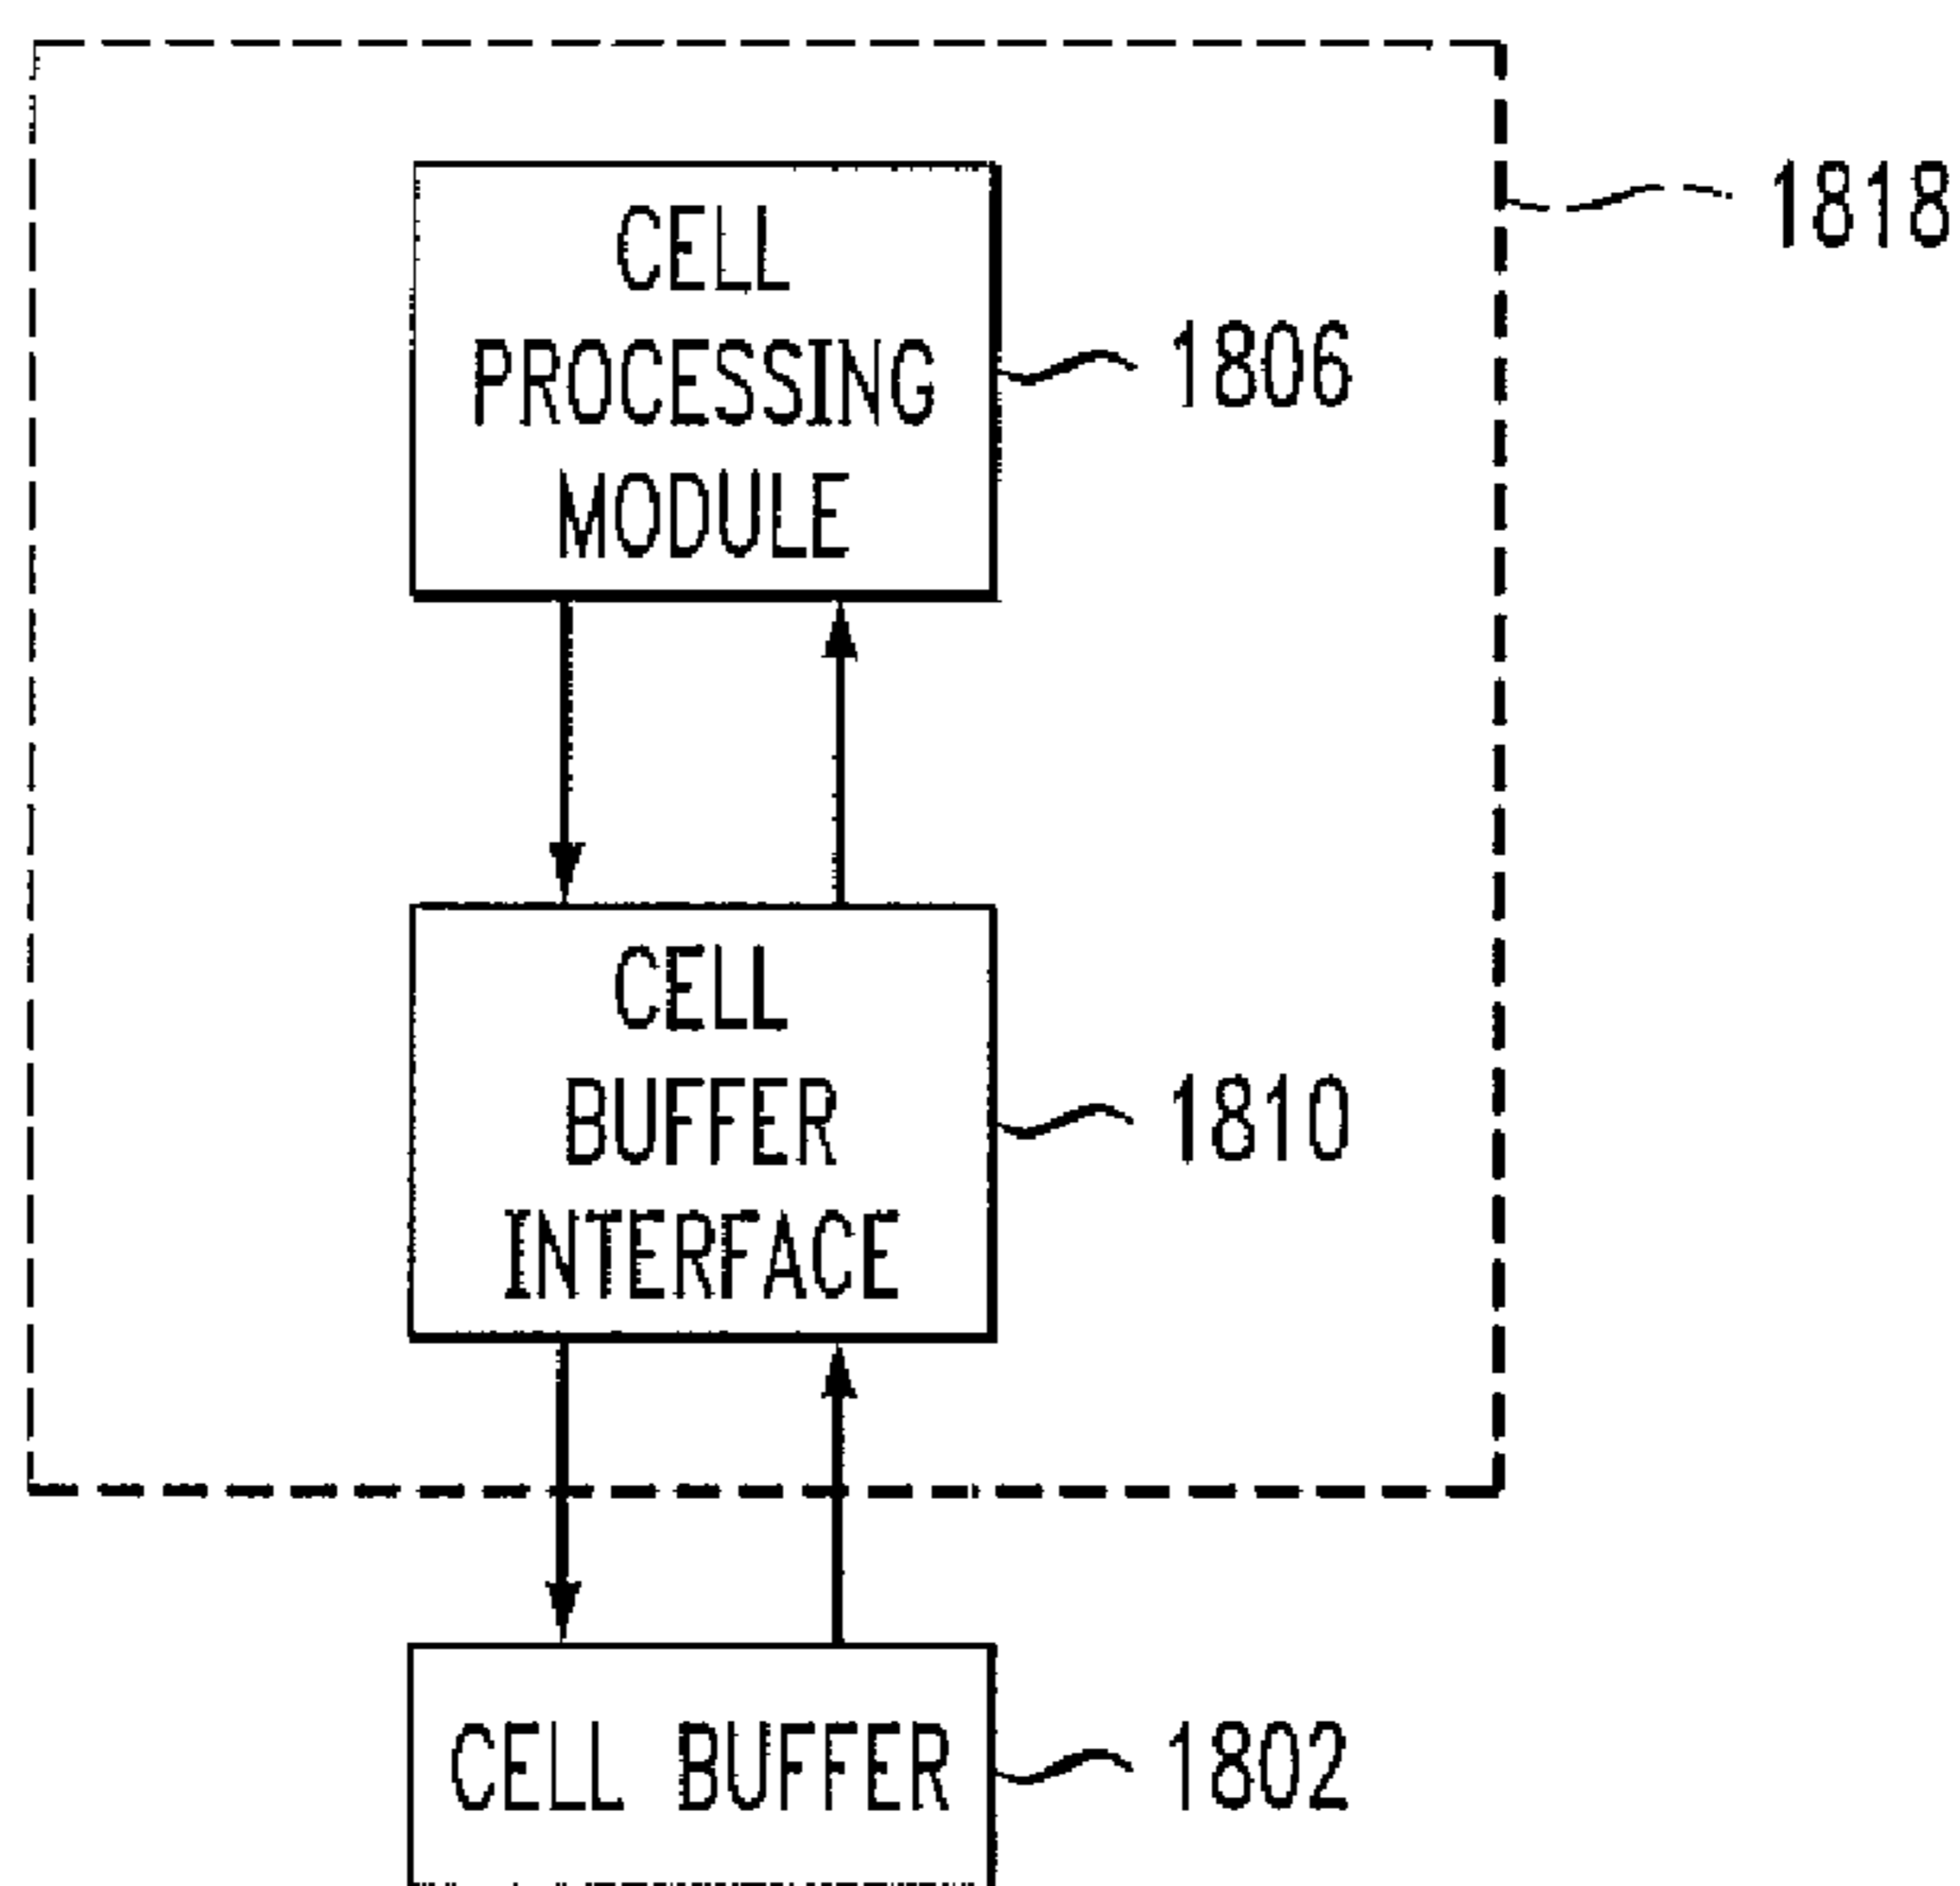 CELL
PROCESSING
MODULE
1806
1818
CELL
BUFFER
INTERFACE
1810
CELL BUFFER
1802